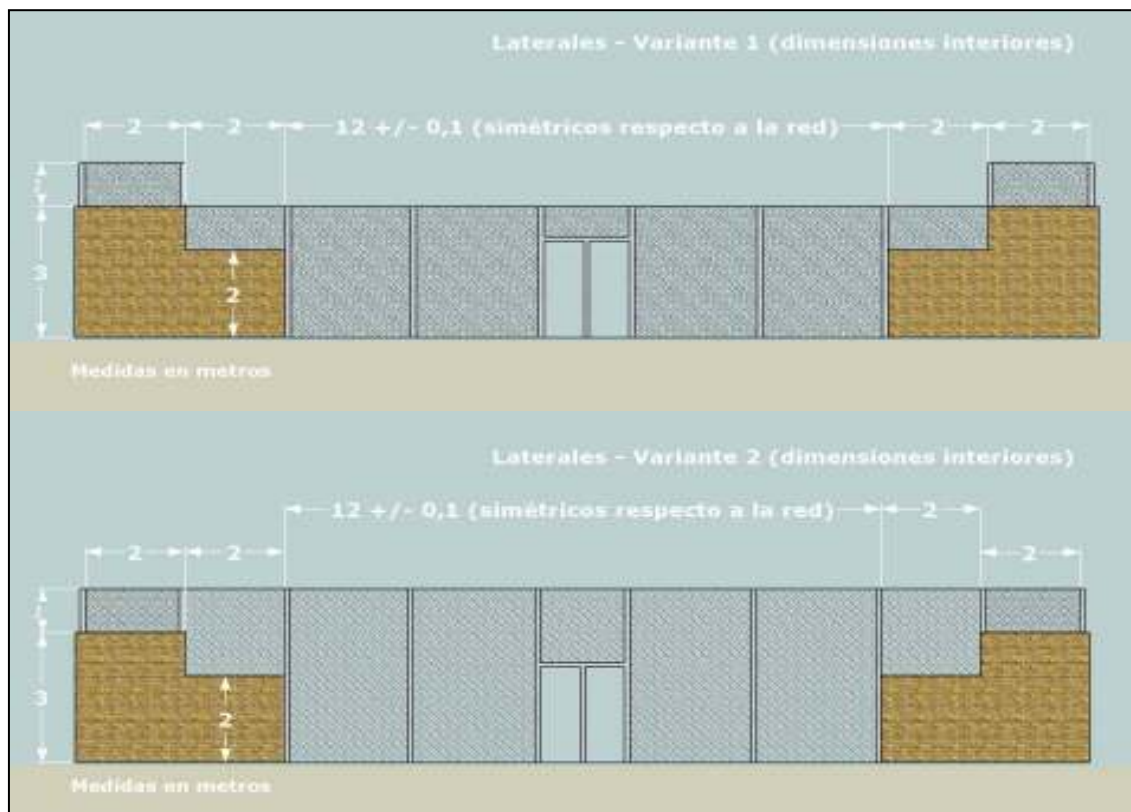 Laterales - Variante 1 (dimensiones interiores)
2 2 12 +/- 0,1 (simétricos respecto a la red) 2 2
3
2
Medidas en metros
Laterales - Variante 2 (dimensiones interiores)
12 +/- 0,1 (simétricos respecto a la red) 2
2 2 2
3
2
Medidas en metros